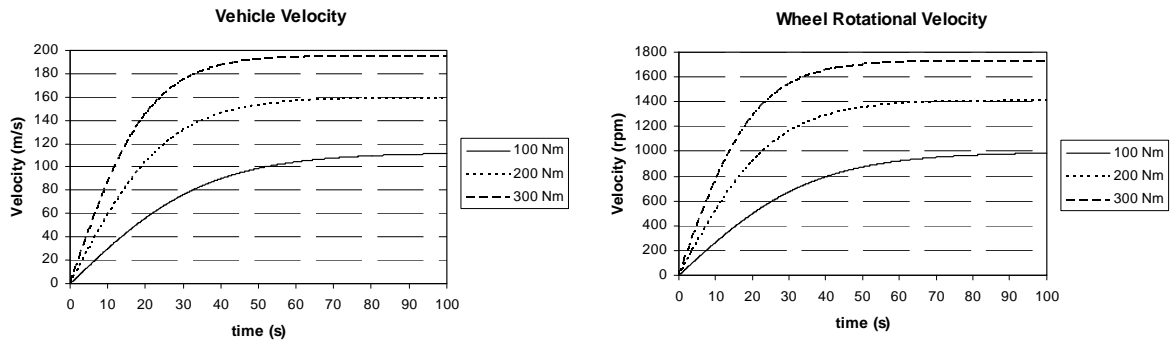 Vehicle Velocity
Velocity (m/s)
200
180
160
140
120
100
80
60
40
20
0
0 10 20 30 40 50 60 70 80 90 100
time (s)
100 Nm
200 Nm
300 Nm
Wheel Rotational Velocity
Velocity (rpm)
1800
1600
1400
1200
1000
800
600
400
200
0
0 10 20 30 40 50 60 70 80 90 100
time (s)
100 Nm
200 Nm
300 Nm